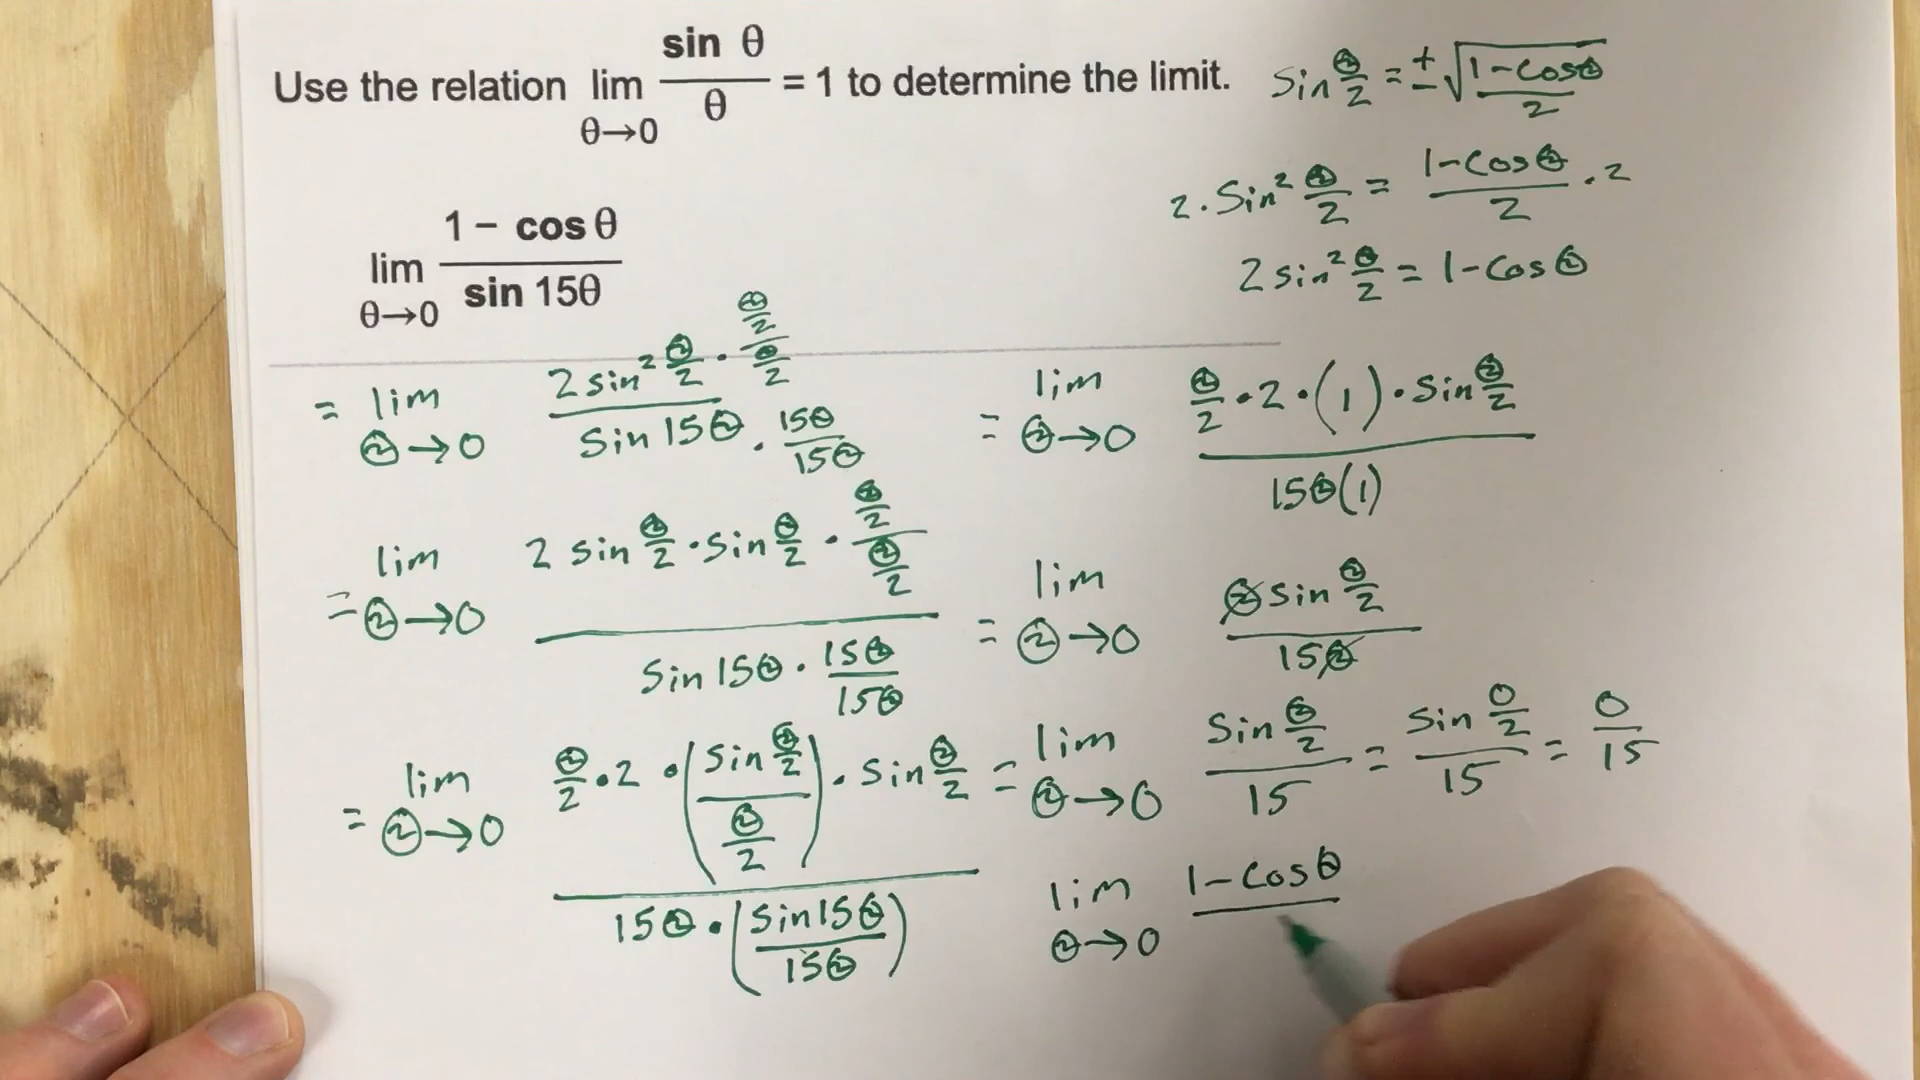 Use the relation lim θ→0 sin θ / θ = 1 to determine the limit.
lim θ→0 1 - cos θ / sin 15θ
sin θ/2 = ± √(1-cosθ / 2)
2 · Sin² θ/2 = 1-cosθ / 2 · 2
2 sin² θ/2 = 1-cosθ
= lim θ→0 2 sin² θ/2 · (θ/2)/(θ/2) / Sin 15θ · 15θ/15θ
= lim θ→0 2 sin θ/2 · sin θ/2 · (θ/2)/(θ/2) / Sin 15θ · 15θ/15θ
= lim θ→0 θ/2 · 2 · (sin θ/2 / θ/2) · sin θ/2 / 15θ · (Sin 15θ / 15θ)
= lim θ→0 θ/2 · 2 · (1) · sin θ/2 / 15θ(1)
= lim θ→0 θ sin θ/2 / 15θ
= lim θ→0 Sin θ/2 / 15 = Sin 0/2 / 15 = 0/15
lim θ→0 1-cosθ